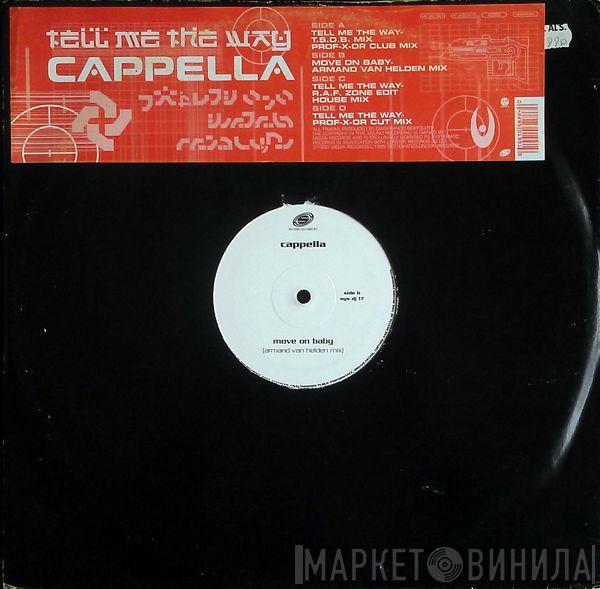 tell me the way
CAPPELLA
SIDE A
TELL ME THE WAY-
T.S.O.B. MIX
PROF-X-OR CLUB MIX
SIDE B
MOVE ON BABY-
ARMAND VAN HELDEN MIX
SIDE C
TELL ME THE WAY-
R.A.F. ZONE EDIT
HOUSE MIX
SIDE D
TELL ME THE WAY-
PROF-X-OR CUT MIX
99p
cappella
side b
sys dj 17
move on baby
(armand van helden mix)
МАРКЕТ ВИНИЛА